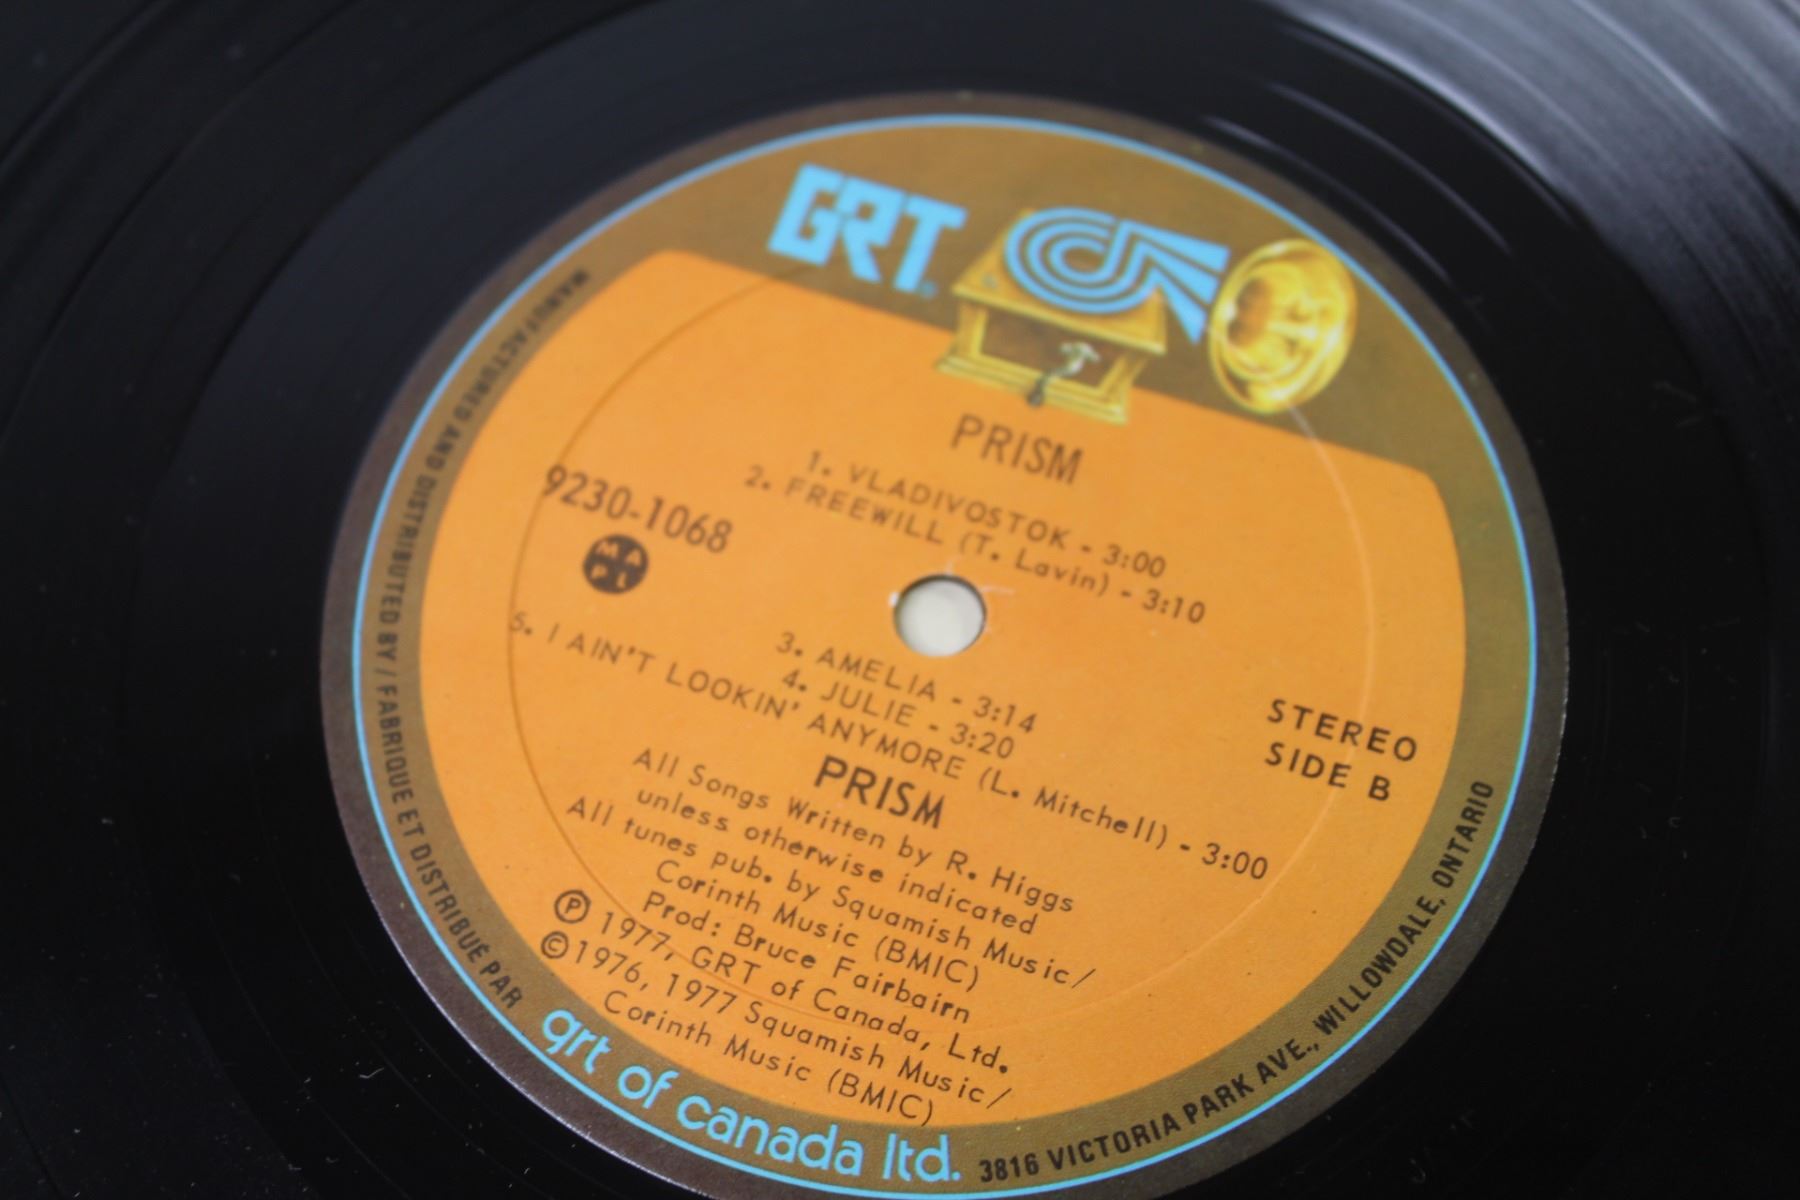 GRT
PRISM
1. VLADIVOSTOK - 3:00
2. FREEWILL (T. Lavin) - 3:10
9230-1068
MA
PL
3. AMELIA - 3:14
4. JULIE - 3:20
5. I AIN'T LOOKIN' ANYMORE (L. Mitchell) - 3:00
STEREO
SIDE B
PRISM
All Songs Written by R. Higgs
unless otherwise indicated
All tunes pub. by Squamish Music/
Corinth Music (BMIC)
Prod: Bruce Fairbairn
Ⓟ 1977, GRT of Canada, Ltd.
©1976, 1977 Squamish Music/
Corinth Music (BMIC)
MANUFACTURED AND DISTRIBUTED BY / FABRIQUE ET DISTRIBUÉ PAR grt of canada ltd. 3816 VICTORIA PARK AVE., WILLOWDALE, ONTARIO